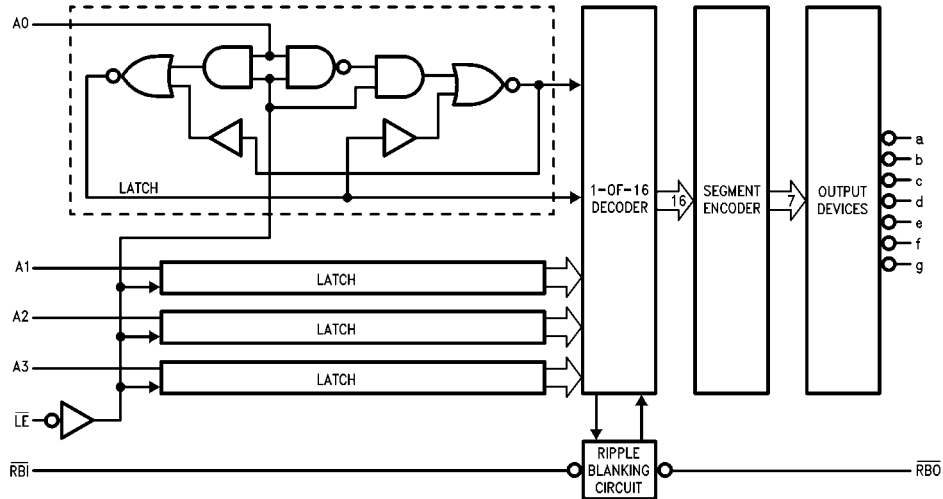 A0
LATCH
A1
LATCH
A2
LATCH
A3
LATCH
LE
RBI
1-OF-16
DECODER
16
SEGMENT
ENCODER
7
OUTPUT
DEVICES
a
b
c
d
e
f
g
RIPPLE
BLANKING
CIRCUIT
RBO